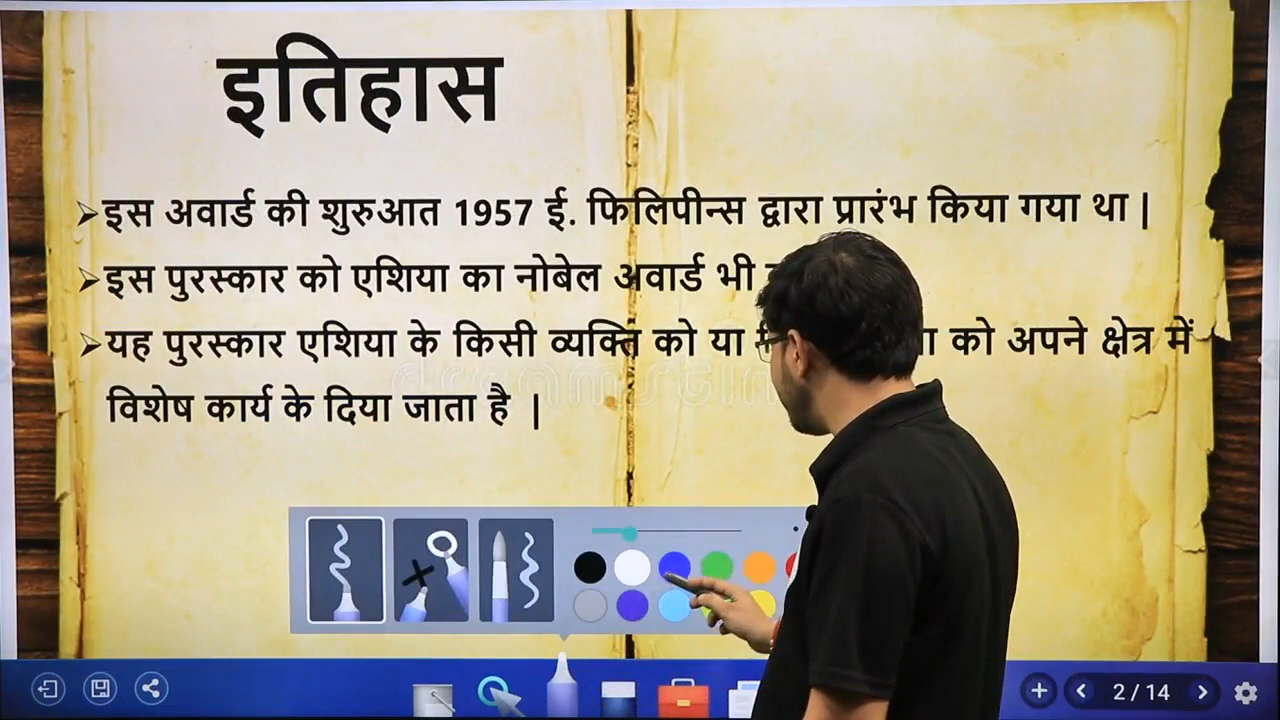 इतिहास
➢इस अवार्ड की शुरुआत 1957 ई. फिलिपीन्स द्वारा प्रारंभ किया गया था |
➢इस पुरस्कार को एशिया का नोबेल अवार्ड भी
➢यह पुरस्कार एशिया के किसी व्यक्ति को या को अपने क्षेत्र में
विशेष कार्य के दिया जाता है |
2 / 14